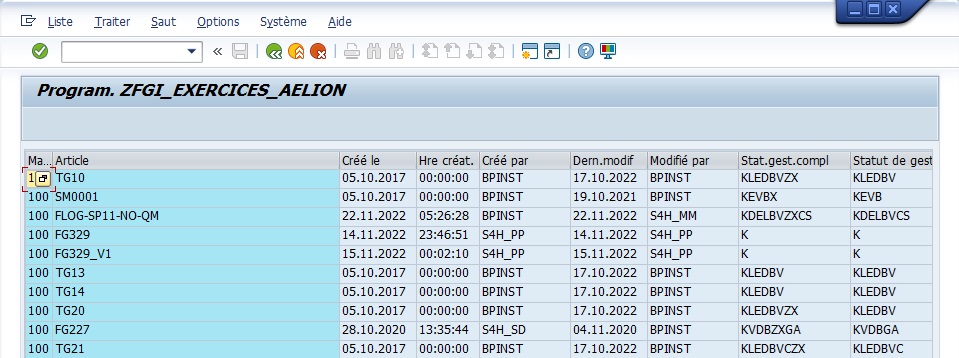 Liste Traiter Saut Options Système Aide
Program. ZFGI_EXERCICES_AELION
Ma... Article Créé le Hre créat. Créé par Dern.modif Modifié par Stat.gest.compl Statut de gest
1 TG10 05.10.2017 00:00:00 BPINST 17.10.2022 BPINST KLEDBVZX KLEDBV
100 SM0001 05.10.2017 00:00:00 BPINST 19.10.2021 BPINST KEVBX KEVB
100 FLOG-SP11-NO-QM 22.11.2022 05:26:28 BPINST 22.11.2022 S4H_MM KDELBVZXCS KDELBVCS
100 FG329 14.11.2022 23:46:51 S4H_PP 14.11.2022 S4H_PP K K
100 FG329_V1 15.11.2022 00:02:10 S4H_PP 15.11.2022 S4H_PP K K
100 TG13 05.10.2017 00:00:00 BPINST 17.10.2022 BPINST KLEDBV KLEDBV
100 TG14 05.10.2017 00:00:00 BPINST 17.10.2022 BPINST KLEDBV KLEDBV
100 TG20 05.10.2017 00:00:00 BPINST 17.10.2022 BPINST KLEDBVZX KLEDBV
100 FG227 28.10.2020 13:35:44 S4H_SD 04.11.2020 BPINST KVDBZXGA KVDBGA
100 TG21 05.10.2017 00:00:00 BPINST 17.10.2022 BPINST KLEDBVCZX KLEDBVC